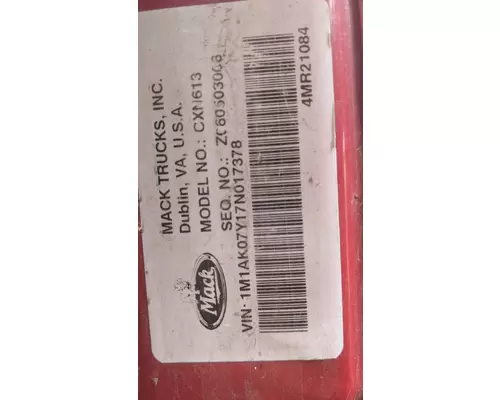 MACK TRUCKS, INC.
Dublin, VA, U.S.A.
MODEL NO.: CXN613
SEQ. NO.:
VIN: 1M1AK07Y17N017378
4MR21084
Mack